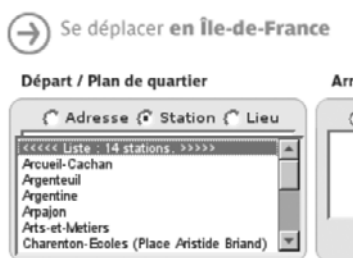 Se déplacer en Île-de-France
Départ / Plan de quartier
Arr
Adresse Station Lieu
<<<<< Liste : 14 stations. >>>>>
Arcueil-Cachan
Argenteuil
Argentine
Arpajon
Arts-et-Metiers
Charenton-Ecoles (Place Aristide Briand)